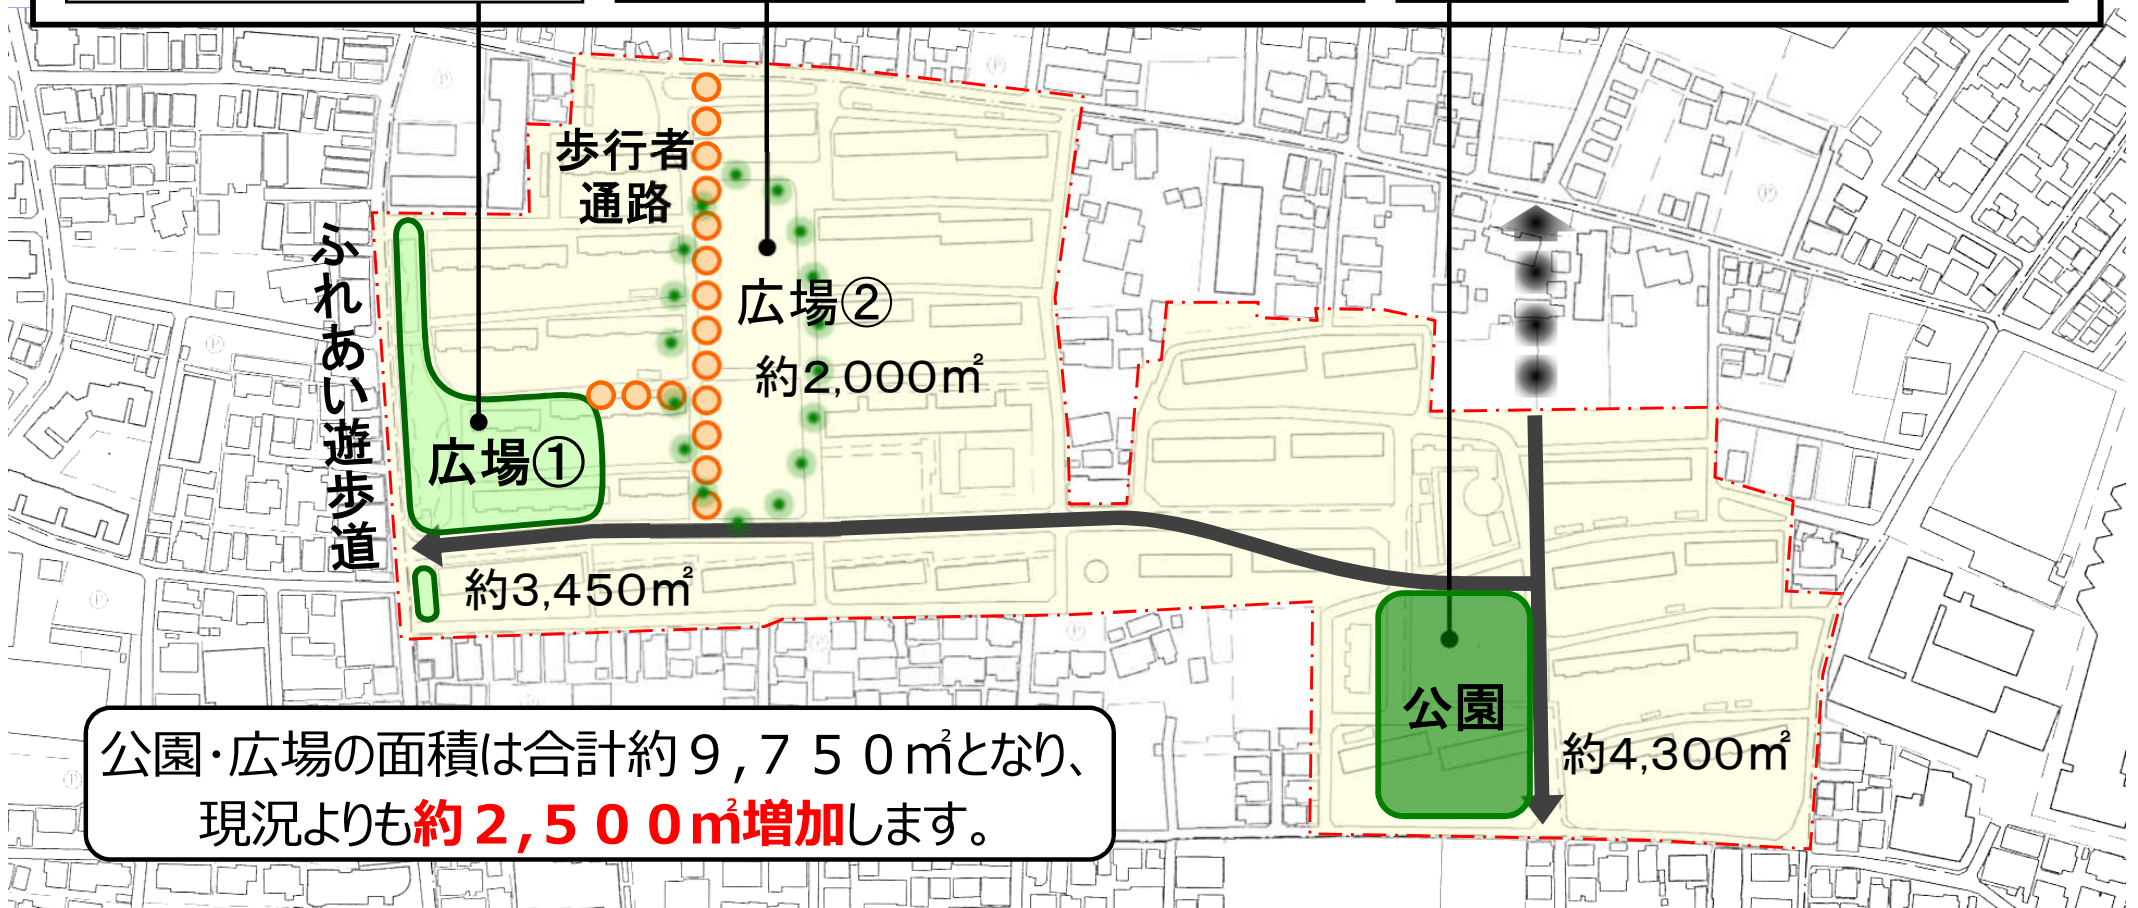 歩行者
通路
ふれあい遊歩道
広場②
約2,000㎡
広場①
約3,450㎡
公園
約4,300㎡
公園・広場の面積は合計約９,７５０㎡となり、
現況よりも約２,５００㎡増加します。